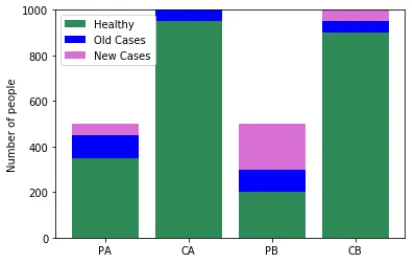 1000
800
600
400
200
0
Number of people
Healthy
Old Cases
New Cases
PA CA PB CB